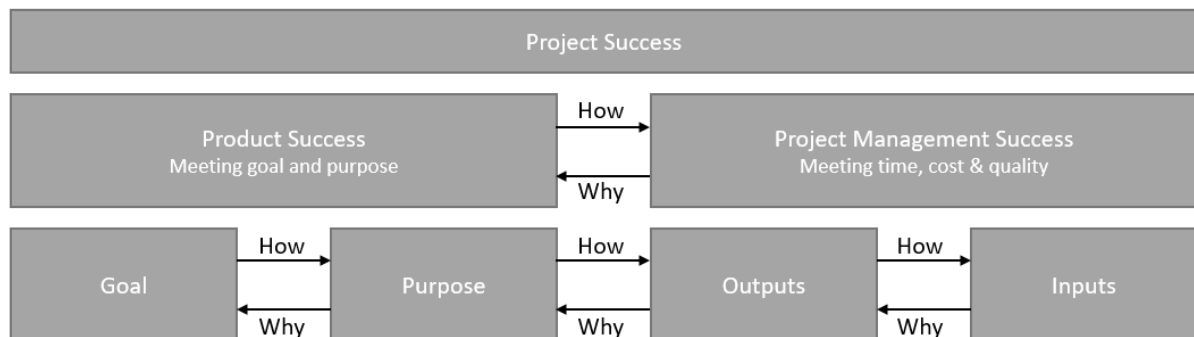 Project Success
How
Product Success
Meeting goal and purpose
Project Management Success
Meeting time, cost & quality
Why
How
How
How
Goal
Purpose
Outputs
Inputs
Why
Why
Why